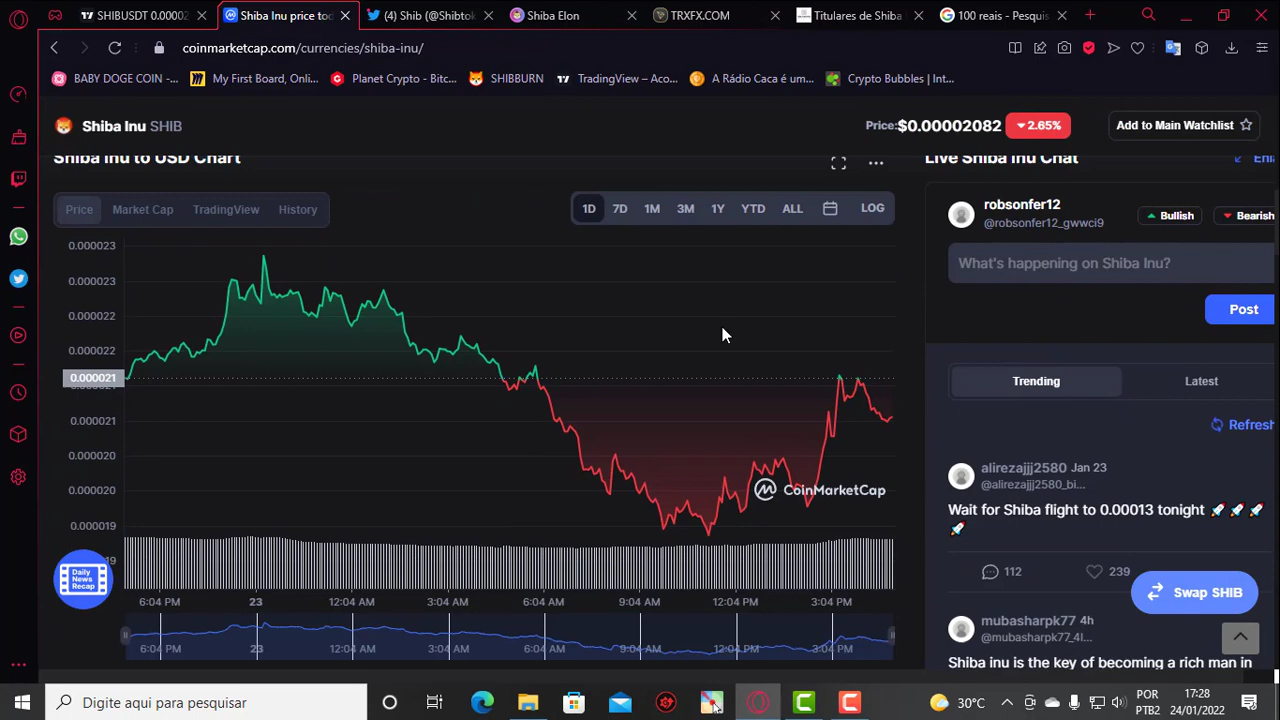 SHIBUSDT 0.00002
Shiba Inu price tod
(4) Shib (@Shibtok
Shiba Elon
TRXFX.COM
Titulares de Shiba
100 reais - Pesquis
coinmarketcap.com/currencies/shiba-inu/
BABY DOGE COIN -...
My First Board, Onli...
Planet Crypto - Bitc...
SHIBBURN
TradingView – Aco...
A Rádio Caca é um...
Crypto Bubbles | Int...
Shiba Inu SHIB
Price: $0.00002082
2.65%
Add to Main Watchlist
Shiba Inu to USD Chart
Live Shiba Inu Chat
Price
Market Cap
TradingView
History
1D
7D
1M
3M
1Y
YTD
ALL
LOG
robsonfer12
@robsonfer12_gwwci9
Bullish
Bearish
What's happening on Shiba Inu?
Post
0.000023
0.000023
0.000022
0.000022
0.000021
0.000021
0.000020
0.000020
0.000019
CoinMarketCap
Trending
Latest
Refresh
alirezajjj2580 Jan 23
@alirezajjj2580_bi...
Wait for Shiba flight to 0.00013 tonight 🚀 🚀 🚀
🚀
112
239
Swap SHIB
mubasharpk77 4h
@mubasharpk77_4l...
Shiba inu is the key of becoming a rich man in
Daily
News
Recap
6:04 PM
23
12:04 AM
3:04 AM
6:04 AM
9:04 AM
12:04 PM
3:04 PM
6:04 PM
23
12:04 AM
3:04 AM
6:04 AM
9:04 AM
12:04 PM
3:04 PM
Digite aqui para pesquisar
30°C
POR
PTB2
17:28
24/01/2022